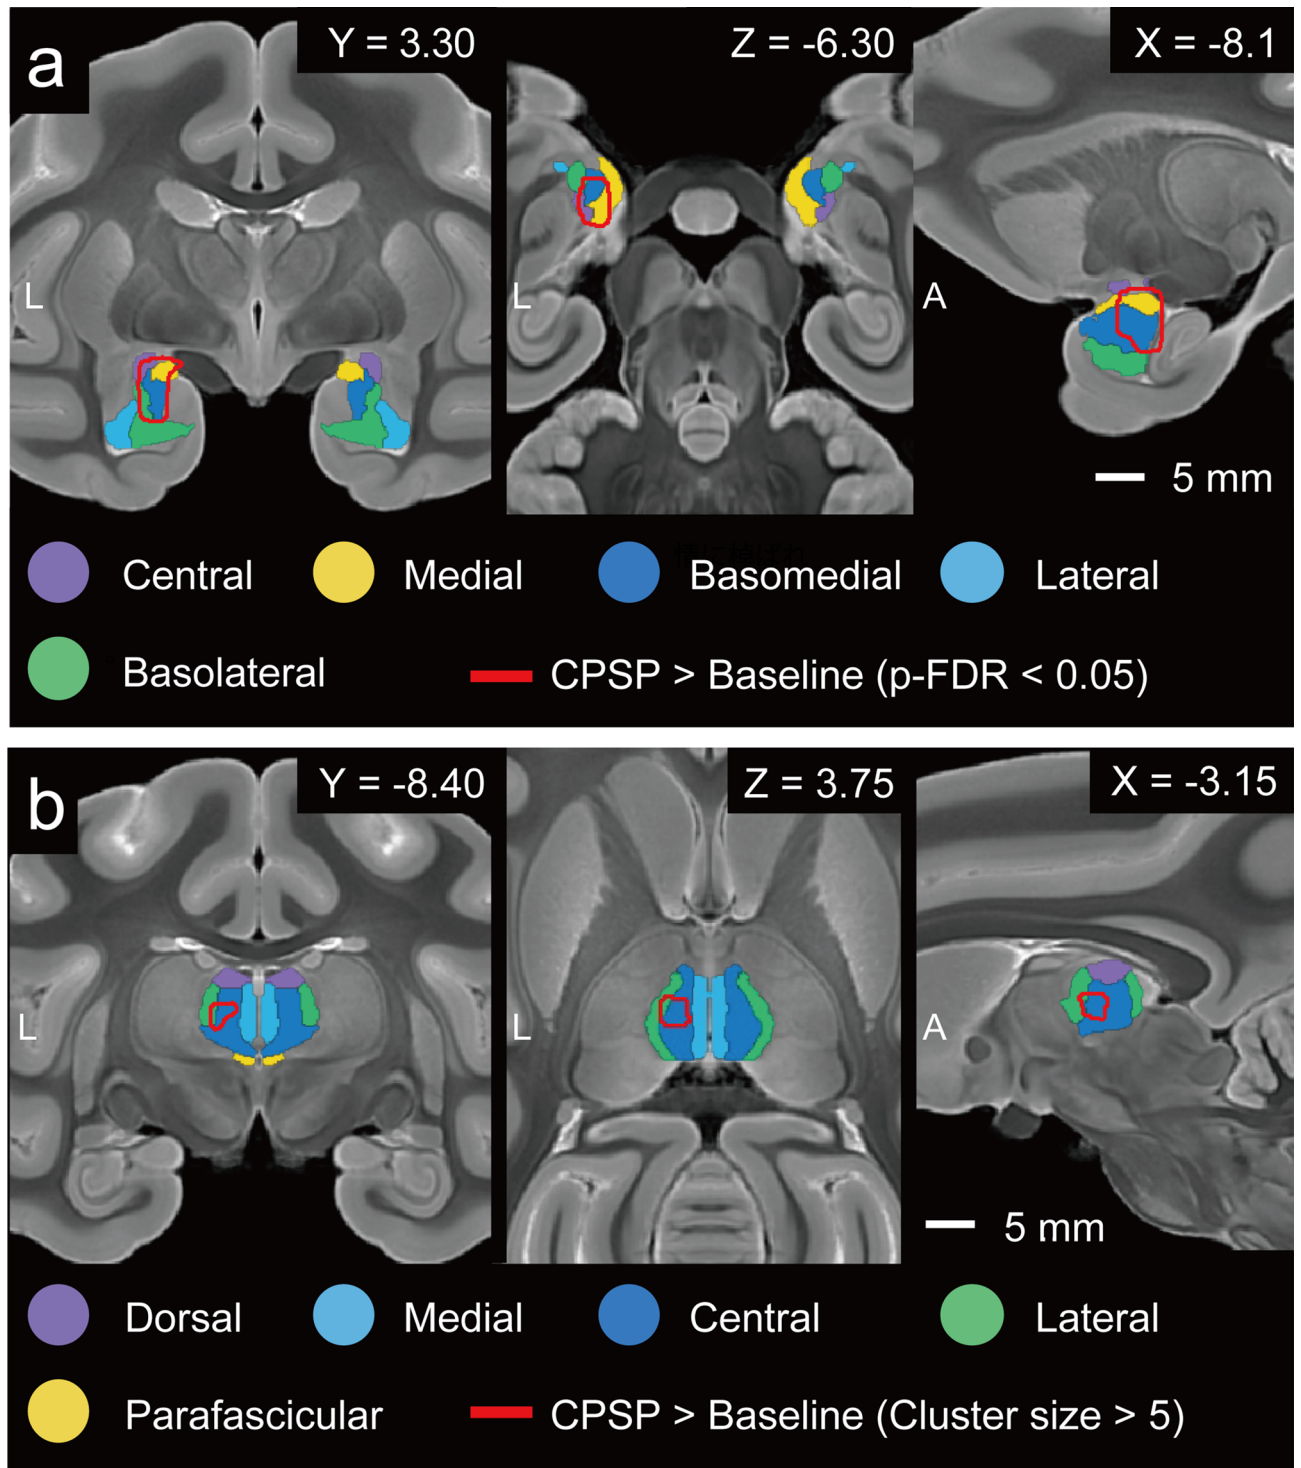 a
Y = 3.30
Z = -6.30
X = -8.1
L
L
A
5 mm
Central
Medial
Basomedial
Lateral
Basolateral
CPSP > Baseline (p-FDR < 0.05)
b
Y = -8.40
Z = 3.75
X = -3.15
L
L
A
5 mm
Dorsal
Medial
Central
Lateral
Parafascicular
CPSP > Baseline (Cluster size > 5)